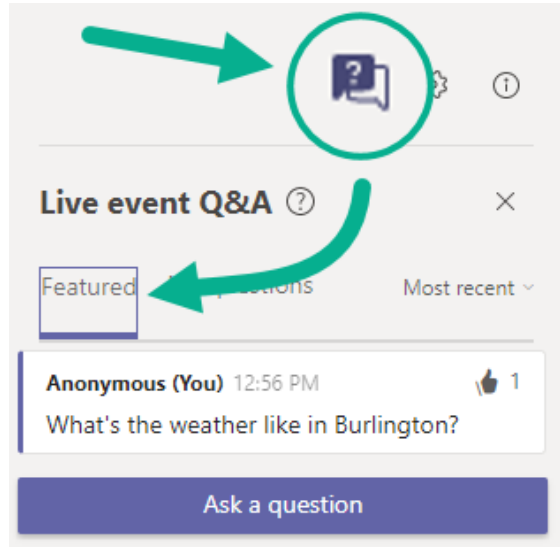 Live event Q&A
Featured
Most recent
Anonymous (You) 12:56 PM
1
What's the weather like in Burlington?
Ask a question